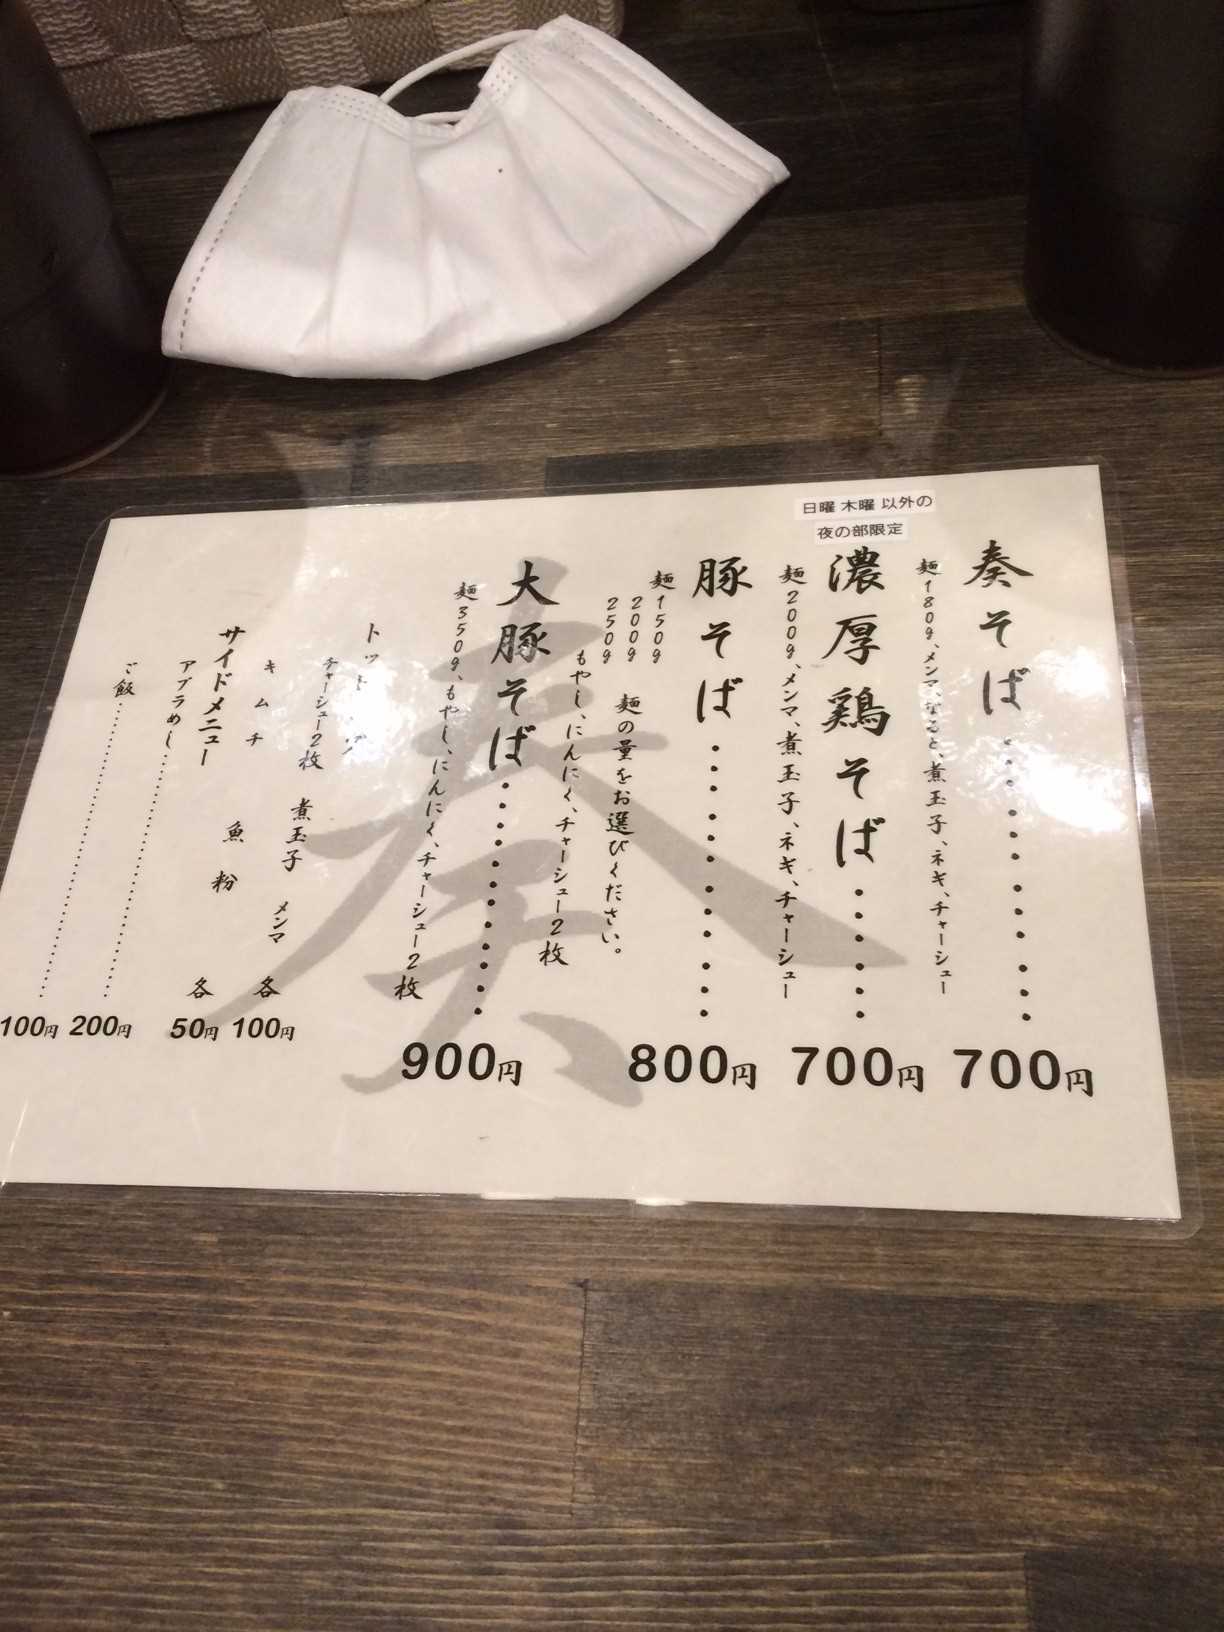 奏そば・・・・・・・・・・700円
麺180g、メンマ、なると、煮玉子、ネギ、チャーシュー
日曜 木曜 以外の
夜の部限定
濃厚鶏そば・・・・・700円
麺200g、メンマ、煮玉子、ネギ、チャーシュー
豚そば・・・・・・・・・・800円
麺150g
200g
250g
麺の量をお選びください。
もやし、にんにく、チャーシュー2枚
大豚そば・・・・・・・・・900円
麺350g、もやし、にんにく、チャーシュー2枚
トッピング
チャーシュー2枚 煮玉子 メンマ 各100円
キムチ 魚粉 各50円
サイドメニュー
アブラめし・・・・・・・・・・200円
ご飯・・・・・・・・・・100円
奏